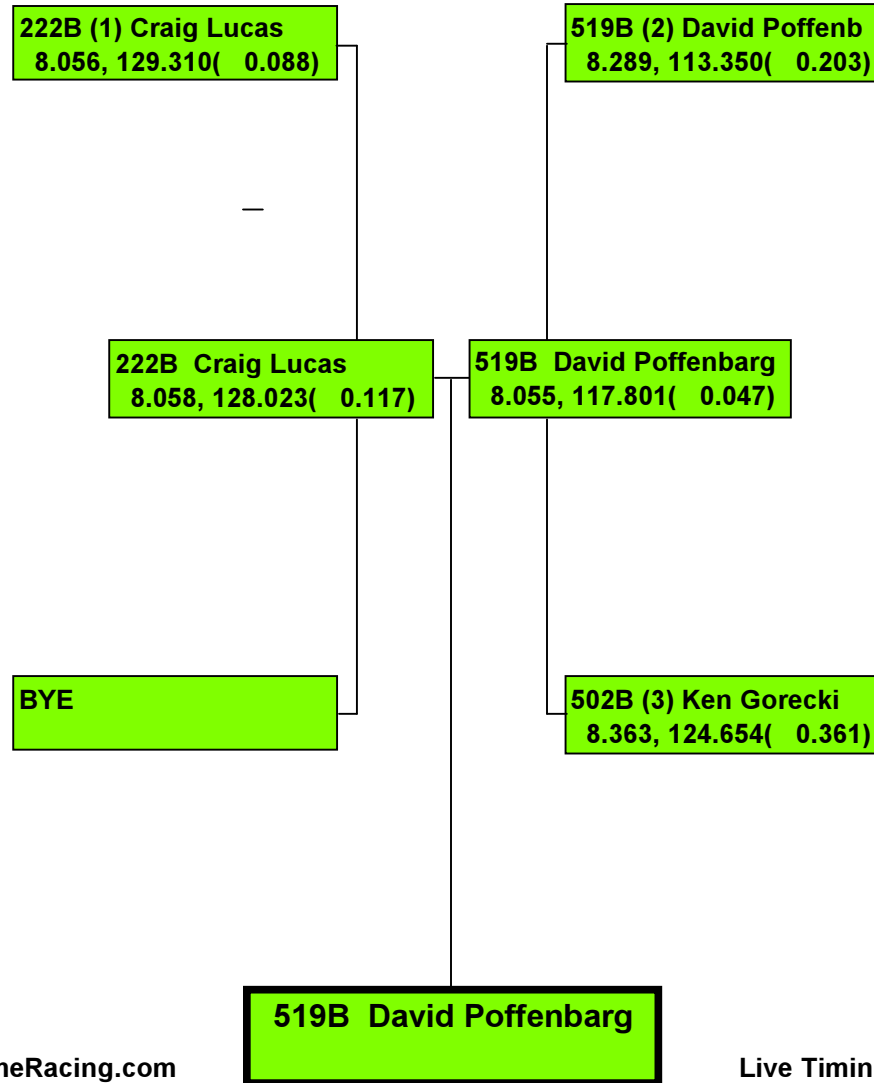 222B (1) Craig Lucas
8.056, 129.310( 0.088)
519B (2) David Poffenb
8.289, 113.350( 0.203)
222B Craig Lucas
8.058, 128.023( 0.117)
519B David Poffenbarg
8.055, 117.801( 0.047)
BYE
502B (3) Ken Gorecki
8.363, 124.654( 0.361)
519B David Poffenbarg
neRacing.com
Live Timin